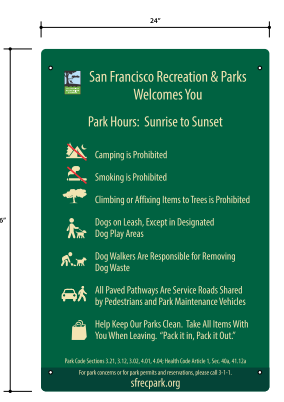 24"
6"
San Francisco Recreation & Parks
Welcomes You
Park Hours: Sunrise to Sunset
Camping is Prohibited
Smoking is Prohibited
Climbing or Affixing Items to Trees is Prohibited
Dogs on Leash, Except in Designated
Dog Play Areas
Dog Walkers Are Responsible for Removing
Dog Waste
All Paved Pathways Are Service Roads Shared
by Pedestrians and Park Maintenance Vehicles
Help Keep Our Parks Clean. Take All Items With
You When Leaving. "Pack it in, Pack it Out."
Park Code Sections 3.21, 3.12, 3.02, 4.01, 4.04; Health Code Article 1, Sec. 40a, 41.12a
For park concerns or for park permits and reservations, please call 3-1-1.
sfrecpark.org